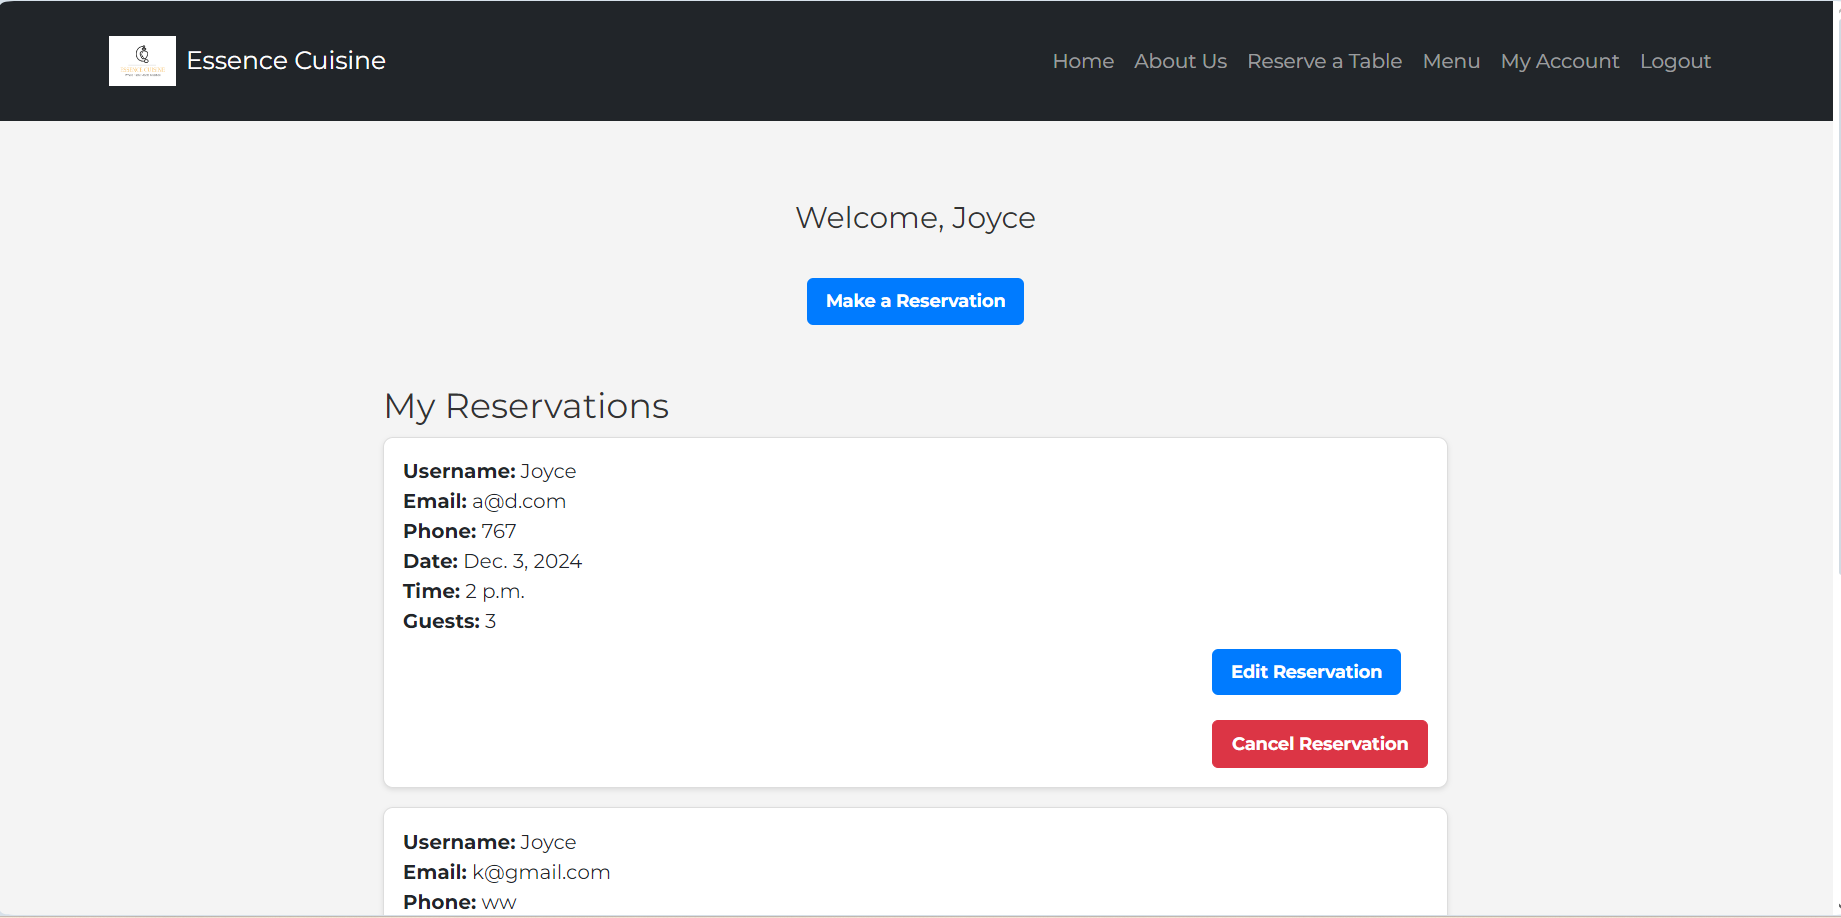 Essence Cuisine
Home About Us Reserve a Table Menu My Account Logout
Welcome, Joyce
Make a Reservation
My Reservations
Username: Joyce
Email: a@d.com
Phone: 767
Date: Dec. 3, 2024
Time: 2 p.m.
Guests: 3
Edit Reservation
Cancel Reservation
Username: Joyce
Email: k@gmail.com
Phone: ww